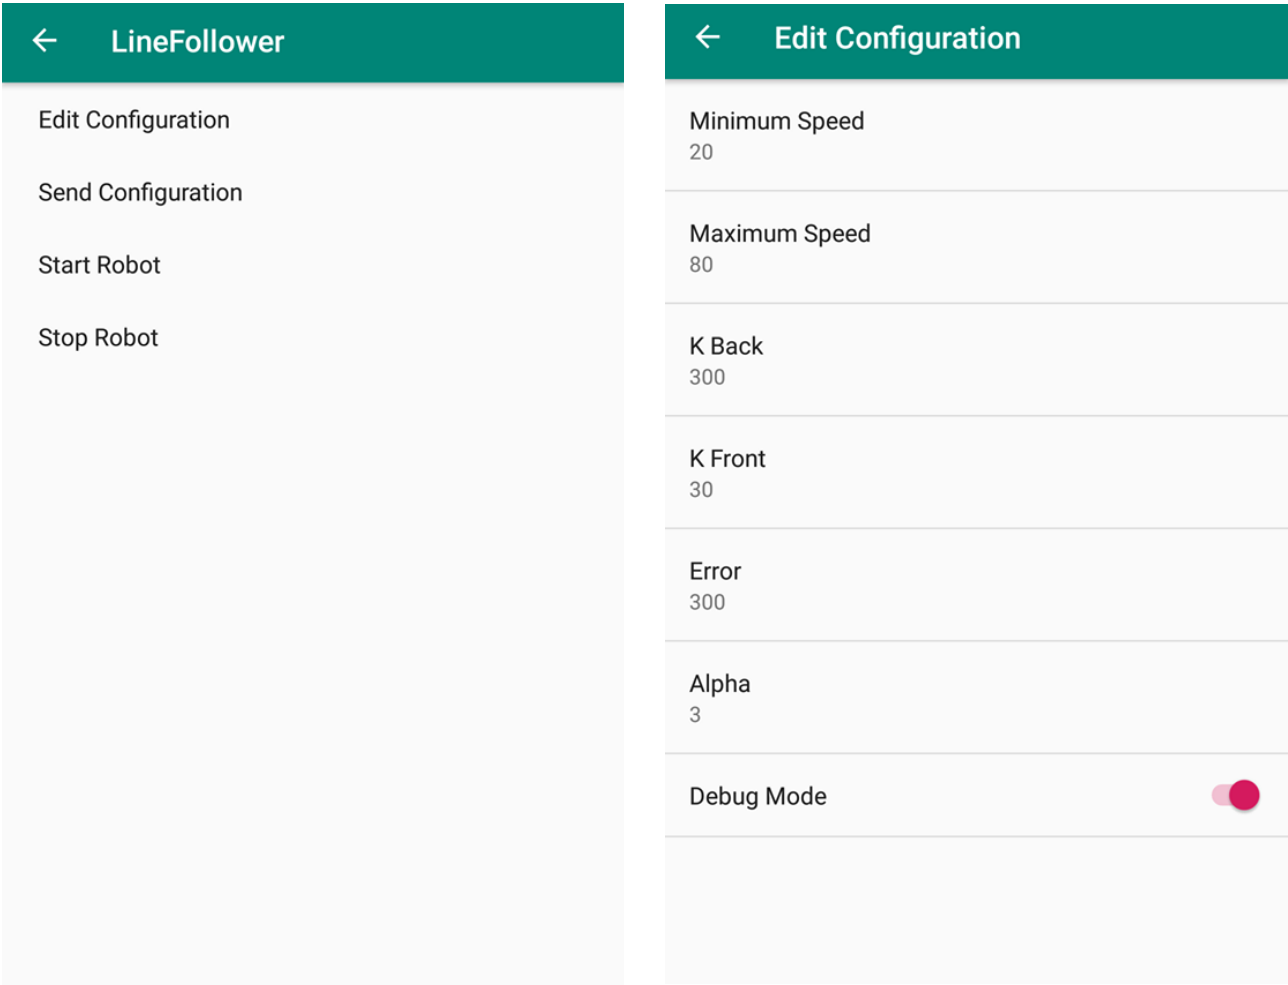 LineFollower
Edit Configuration
Send Configuration
Start Robot
Stop Robot
Edit Configuration
Minimum Speed
20
Maximum Speed
80
K Back
300
K Front
30
Error
300
Alpha
3
Debug Mode